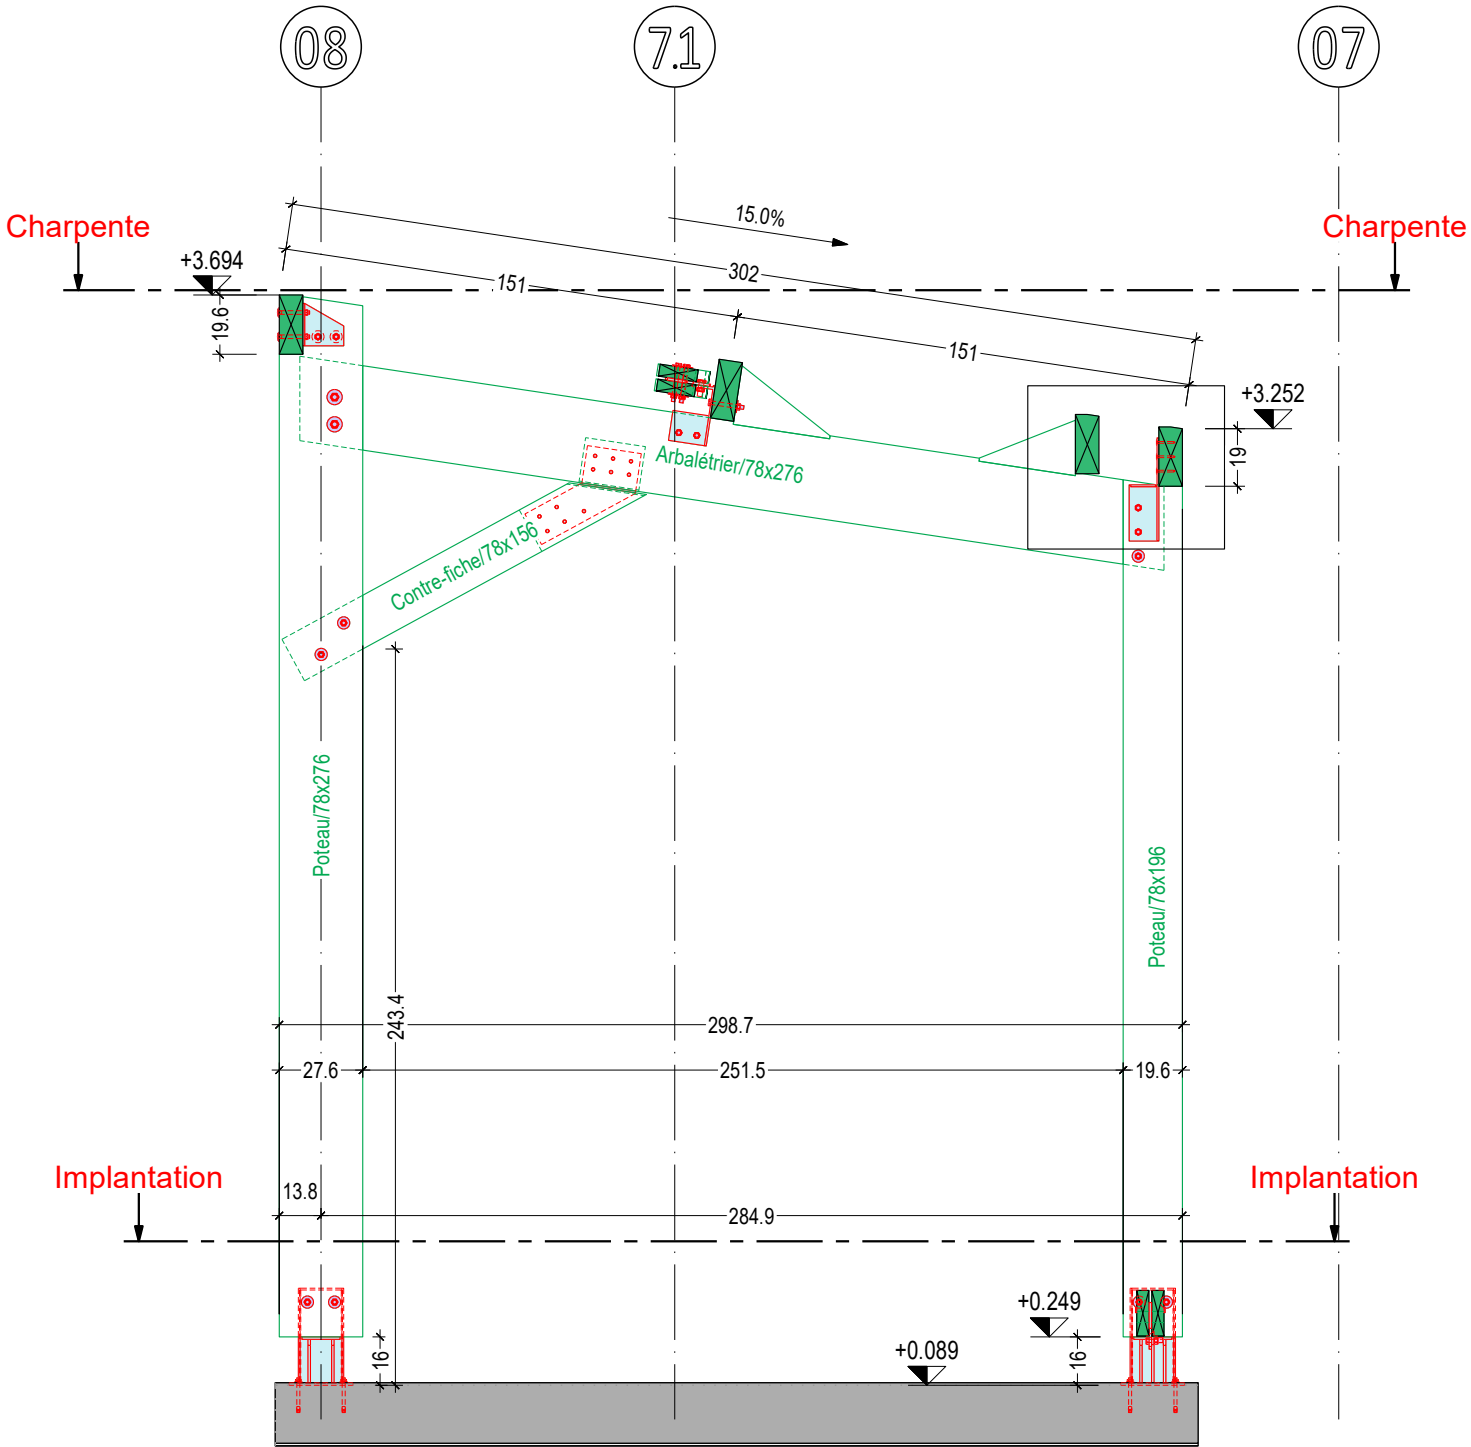 08
7.1
07
15.0%
Charpente
Charpente
+3.694
302
151
19.6
151
+3.252
19
Arbalétrier/78x276
Contre-fiche/78x156
Poteau/78x276
Poteau/78x196
243.4
298.7
27.6
251.5
19.6
Implantation
Implantation
13.8
284.9
+0.249
+0.089
16
16